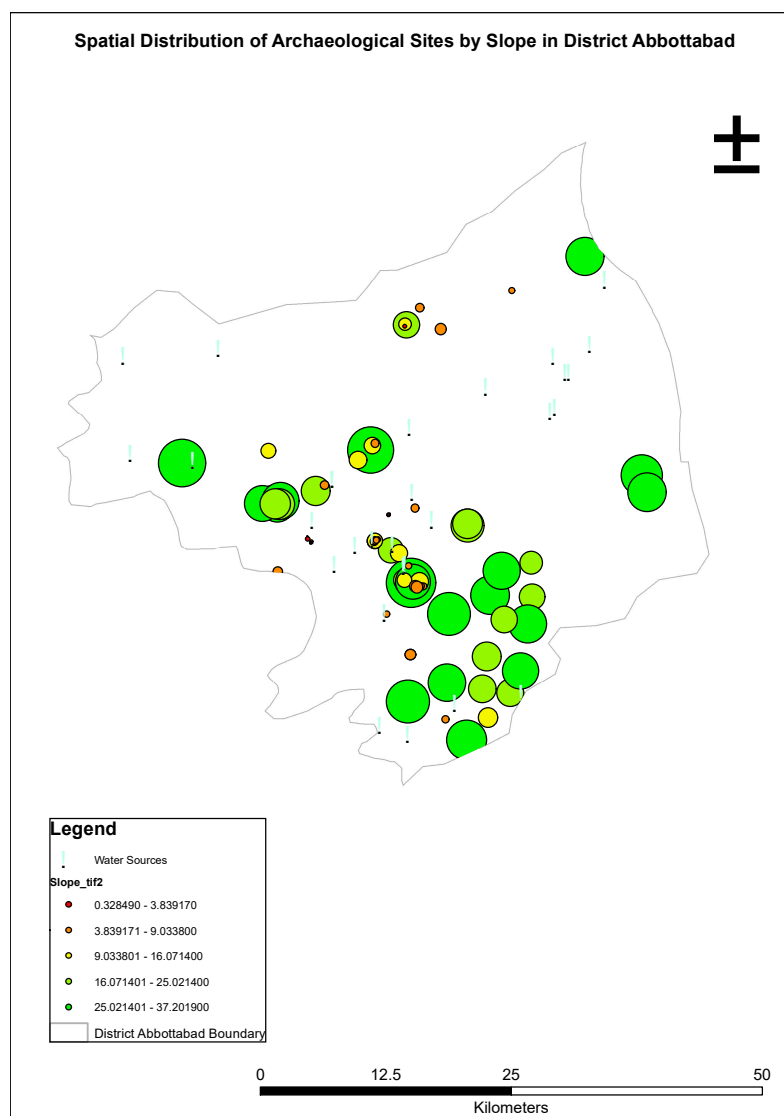 Spatial Distribution of Archaeological Sites by Slope in District Abbottabad
±
Legend
! Water Sources
Slope_tif2
0.328490 - 3.839170
3.839171 - 9.033800
9.033801 - 16.071400
16.071401 - 25.021400
25.021401 - 37.201900
District Abbottabad Boundary
0 12.5 25 50
Kilometers